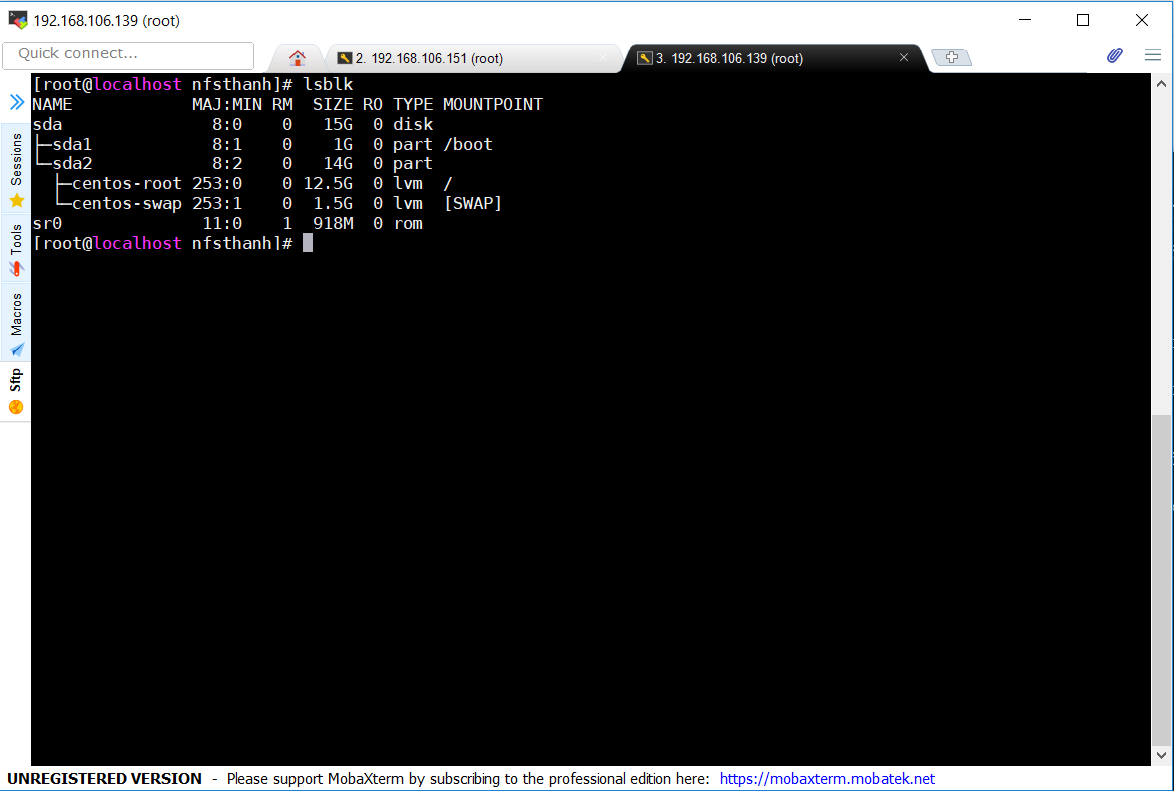 192.168.106.139 (root)
Quick connect...
2. 192.168.106.151 (root)
3. 192.168.106.139 (root)
Sessions
Tools
Macros
Sftp
[root@localhost nfsthanh]# lsblk
NAME            MAJ:MIN RM  SIZE RO TYPE MOUNTPOINT
sda               8:0    0   15G  0 disk
├─sda1            8:1    0    1G  0 part /boot
└─sda2            8:2    0   14G  0 part
  ├─centos-root 253:0    0 12.5G  0 lvm  /
  └─centos-swap 253:1    0  1.5G  0 lvm  [SWAP]
sr0              11:0    1  918M  0 rom
[root@localhost nfsthanh]#
UNREGISTERED VERSION - Please support MobaXterm by subscribing to the professional edition here: https://mobaxterm.mobatek.net